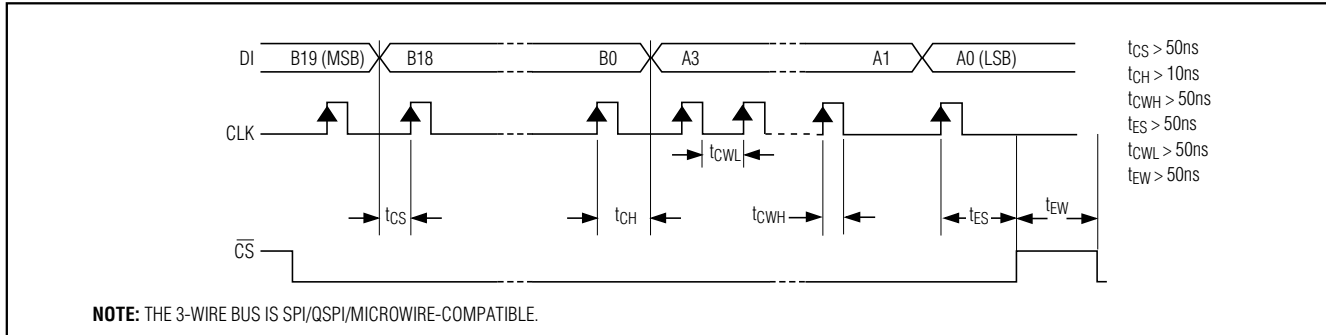 DI
B19 (MSB)
B18
B0
A3
A1
A0 (LSB)
tCS > 50ns
tCH > 10ns
tCWH > 50ns
tES > 50ns
tCWL > 50ns
tEW > 50ns
CLK
tCWL
tCS
tCH
tCWH
tES
tEW
CS
NOTE: THE 3-WIRE BUS IS SPI/QSPI/MICROWIRE-COMPATIBLE.